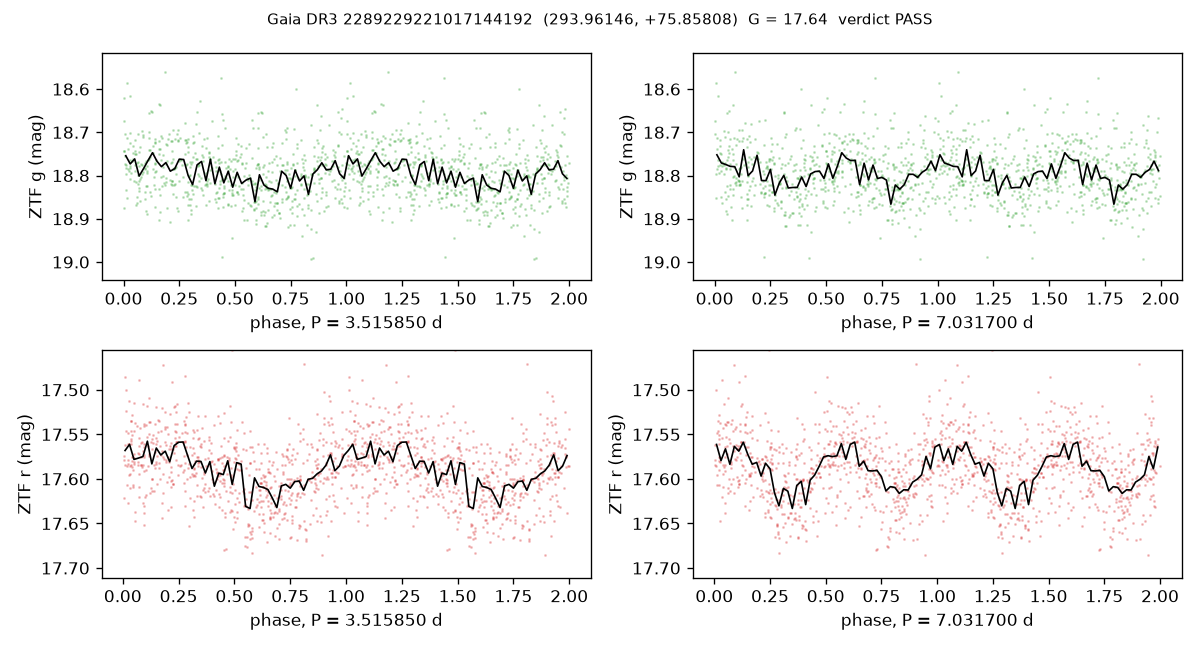 Gaia DR3 2289229221017144192  (293.96146, +75.85808)  G = 17.64  verdict PASS
ZTF g (mag)
18.6
18.7
18.8
18.9
19.0
0.00 0.25 0.50 0.75 1.00 1.25 1.50 1.75 2.00
phase, P = 3.515850 d
ZTF g (mag)
18.6
18.7
18.8
18.9
19.0
0.00 0.25 0.50 0.75 1.00 1.25 1.50 1.75 2.00
phase, P = 7.031700 d
ZTF r (mag)
17.50
17.55
17.60
17.65
17.70
0.00 0.25 0.50 0.75 1.00 1.25 1.50 1.75 2.00
phase, P = 3.515850 d
ZTF r (mag)
17.50
17.55
17.60
17.65
17.70
0.00 0.25 0.50 0.75 1.00 1.25 1.50 1.75 2.00
phase, P = 7.031700 d